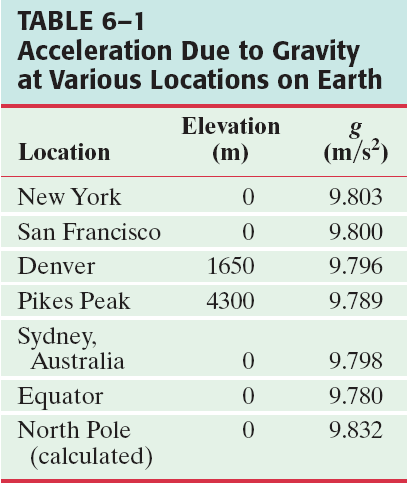 TABLE 6–1
Acceleration Due to Gravity
at Various Locations on Earth
Location Elevation (m) g (m/s²)
New York 0 9.803
San Francisco 0 9.800
Denver 1650 9.796
Pikes Peak 4300 9.789
Sydney,
Australia 0 9.798
Equator 0 9.780
North Pole 0 9.832
(calculated)